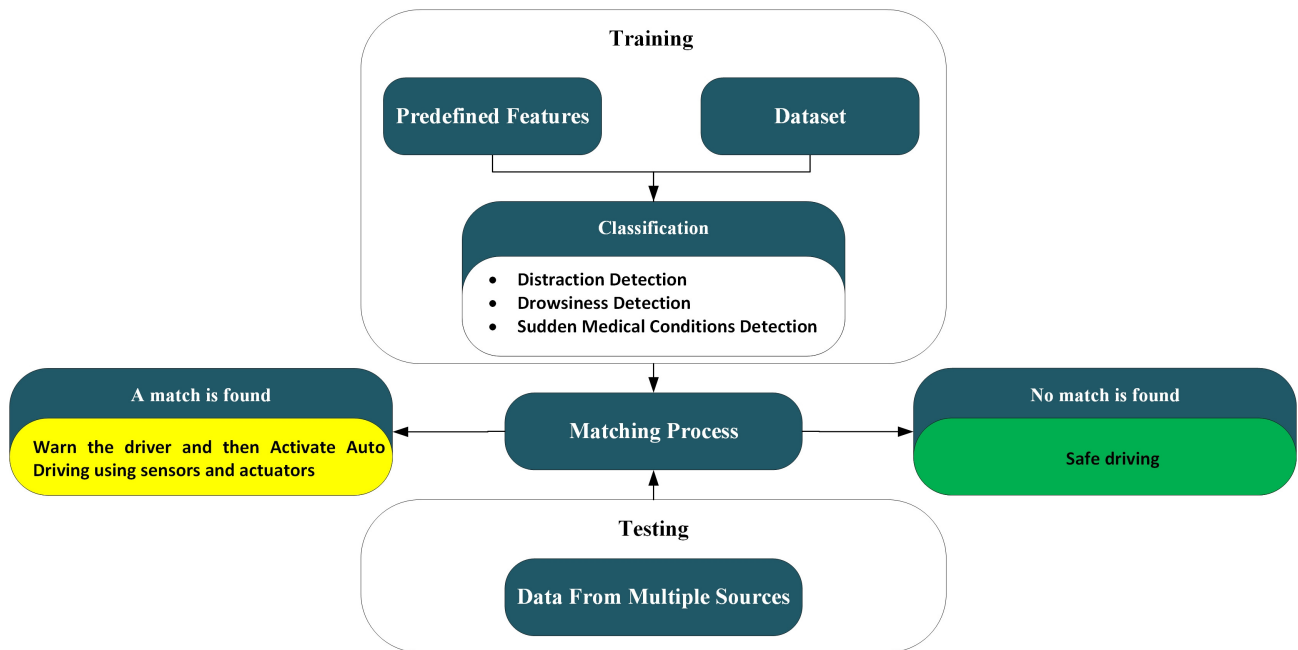 Training
Predefined Features
Dataset
Classification
• Distraction Detection
• Drowsiness Detection
• Sudden Medical Conditions Detection
A match is found
Warn the driver and then Activate Auto
Driving using sensors and actuators
Matching Process
No match is found
Safe driving
Testing
Data From Multiple Sources